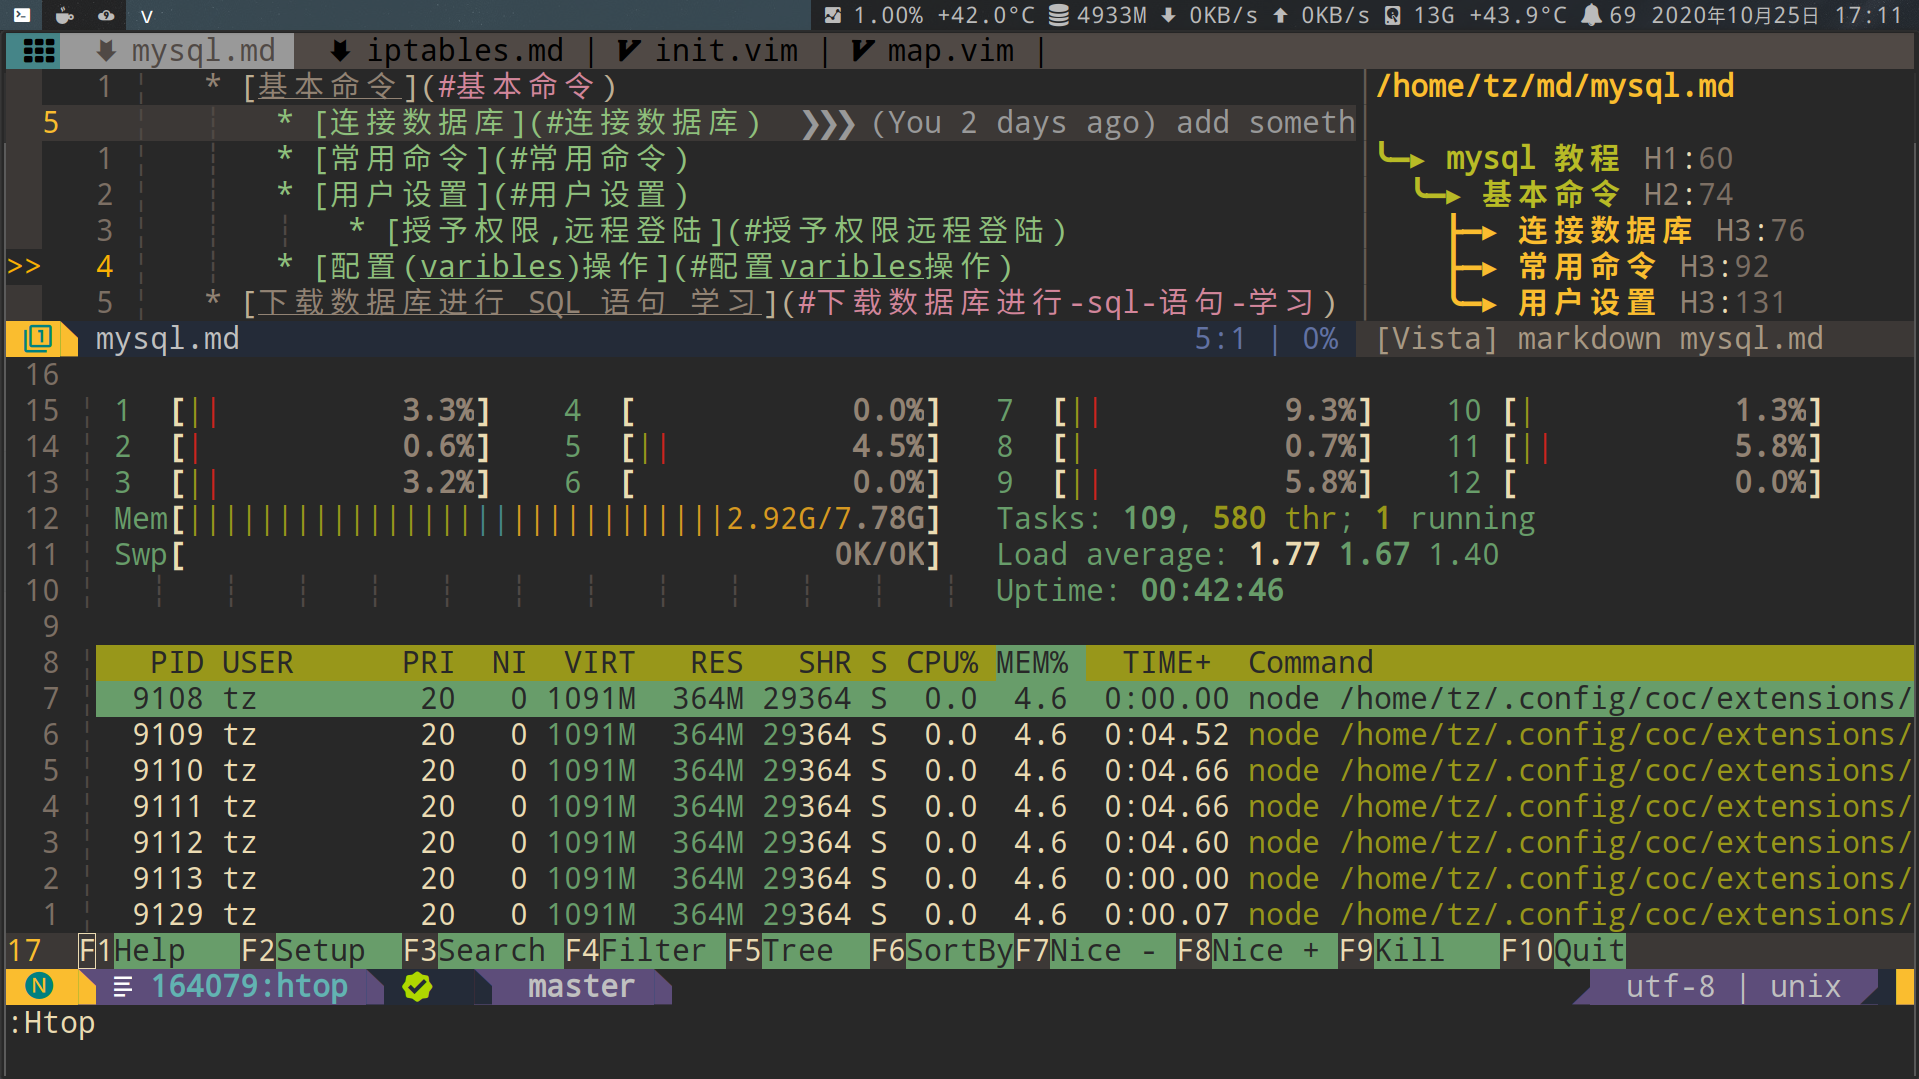 v 1.00% +42.0°C 4933M 0KB/s 0KB/s 13G +43.9°C 69 2020年10月25日 17:11
mysql.md iptables.md | init.vim | map.vim |
1 * [基本命令](#基本命令)
5 * [连接数据库](#连接数据库) ❯❯❯ (You 2 days ago) add someth
1 * [常用命令](#常用命令)
2 * [用户设置](#用户设置)
3 * [授予权限,远程登陆](#授予权限远程登陆)
>> 4 * [配置(varibles)操作](#配置varibles操作)
5 * [下载数据库进行 SQL 语句 学习](#下载数据库进行-sql-语句-学习)
/home/tz/md/mysql.md
mysql 教程 H1:60
基本命令 H2:74
连接数据库 H3:76
常用命令 H3:92
用户设置 H3:131
1 mysql.md 5:1 | 0% [Vista] markdown mysql.md
16
15 1 [|| 3.3%] 4 [ 0.0%] 7 [|| 9.3%] 10 [| 1.3%]
14 2 [| 0.6%] 5 [|| 4.5%] 8 [| 0.7%] 11 [|| 5.8%]
13 3 [|| 3.2%] 6 [ 0.0%] 9 [|| 5.8%] 12 [ 0.0%]
12 Mem[||||||||||||||||||||||||||||||2.92G/7.78G] Tasks: 109, 580 thr; 1 running
11 Swp[ 0K/0K] Load average: 1.77 1.67 1.40
10 Uptime: 00:42:46
9
8 PID USER PRI NI VIRT RES SHR S CPU% MEM% TIME+ Command
7 9108 tz 20 0 1091M 364M 29364 S 0.0 4.6 0:00.00 node /home/tz/.config/coc/extensions/
6 9109 tz 20 0 1091M 364M 29364 S 0.0 4.6 0:04.52 node /home/tz/.config/coc/extensions/
5 9110 tz 20 0 1091M 364M 29364 S 0.0 4.6 0:04.66 node /home/tz/.config/coc/extensions/
4 9111 tz 20 0 1091M 364M 29364 S 0.0 4.6 0:04.66 node /home/tz/.config/coc/extensions/
3 9112 tz 20 0 1091M 364M 29364 S 0.0 4.6 0:04.60 node /home/tz/.config/coc/extensions/
2 9113 tz 20 0 1091M 364M 29364 S 0.0 4.6 0:00.00 node /home/tz/.config/coc/extensions/
1 9129 tz 20 0 1091M 364M 29364 S 0.0 4.6 0:00.07 node /home/tz/.config/coc/extensions/
17 F1Help F2Setup F3Search F4Filter F5Tree F6SortByF7Nice - F8Nice + F9Kill F10Quit
N 164079:htop master utf-8 | unix
:Htop